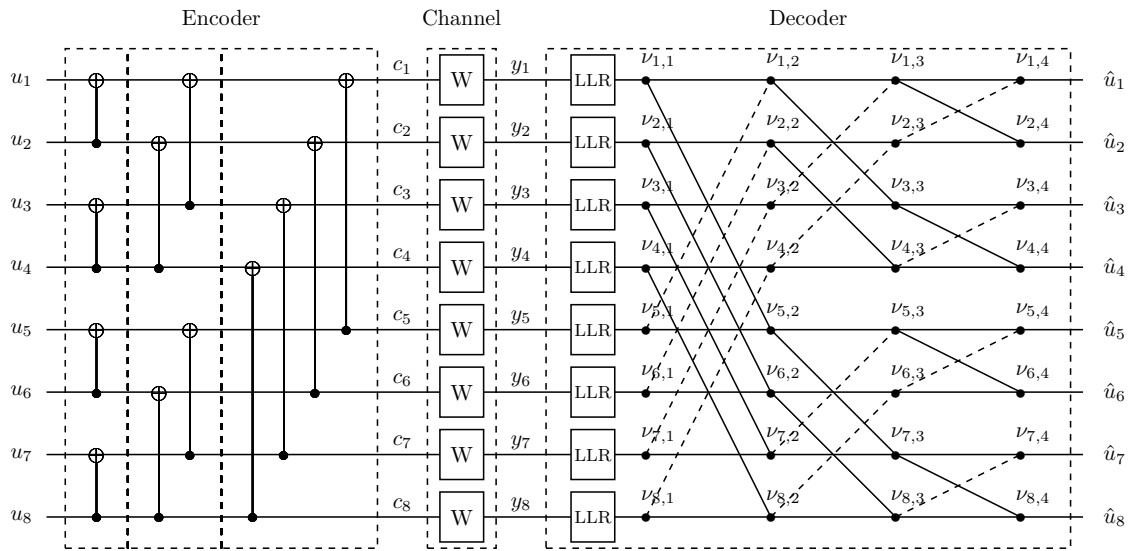 Encoder Channel Decoder
u₁ c₁ W y₁ LLR ν₁,₁ ν₁,₂ ν₁,₃ ν₁,₄ û₁
u₂ c₂ W y₂ LLR ν₂,₁ ν₂,₂ ν₂,₃ ν₂,₄ û₂
u₃ c₃ W y₃ LLR ν₃,₁ ν₃,₂ ν₃,₃ ν₃,₄ û₃
u₄ c₄ W y₄ LLR ν₄,₁ ν₄,₂ ν₄,₃ ν₄,₄ û₄
u₅ c₅ W y₅ LLR ν₅,₁ ν₅,₂ ν₅,₃ ν₅,₄ û₅
u₆ c₆ W y₆ LLR ν₆,₁ ν₆,₂ ν₆,₃ ν₆,₄ û₆
u₇ c₇ W y₇ LLR ν₇,₁ ν₇,₂ ν₇,₃ ν₇,₄ û₇
u₈ c₈ W y₈ LLR ν₈,₁ ν₈,₂ ν₈,₃ ν₈,₄ û₈